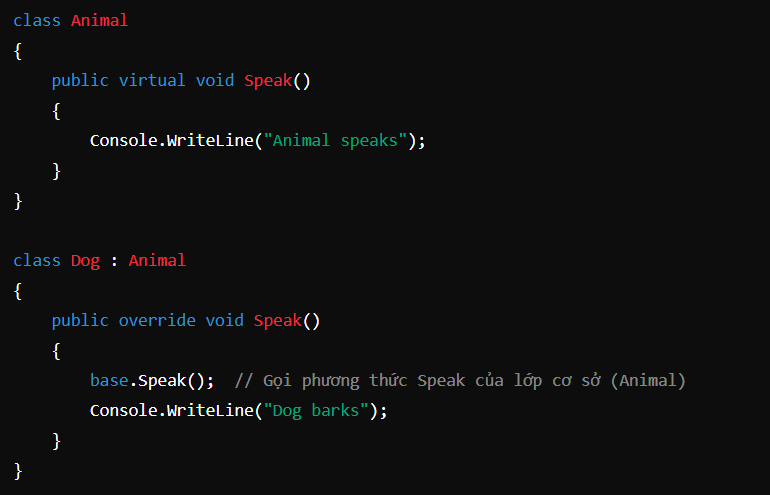 class Animal
{
    public virtual void Speak()
    {
        Console.WriteLine("Animal speaks");
    }
}

class Dog : Animal
{
    public override void Speak()
    {
        base.Speak();  // Gọi phương thức Speak của lớp cơ sở (Animal)
        Console.WriteLine("Dog barks");
    }
}